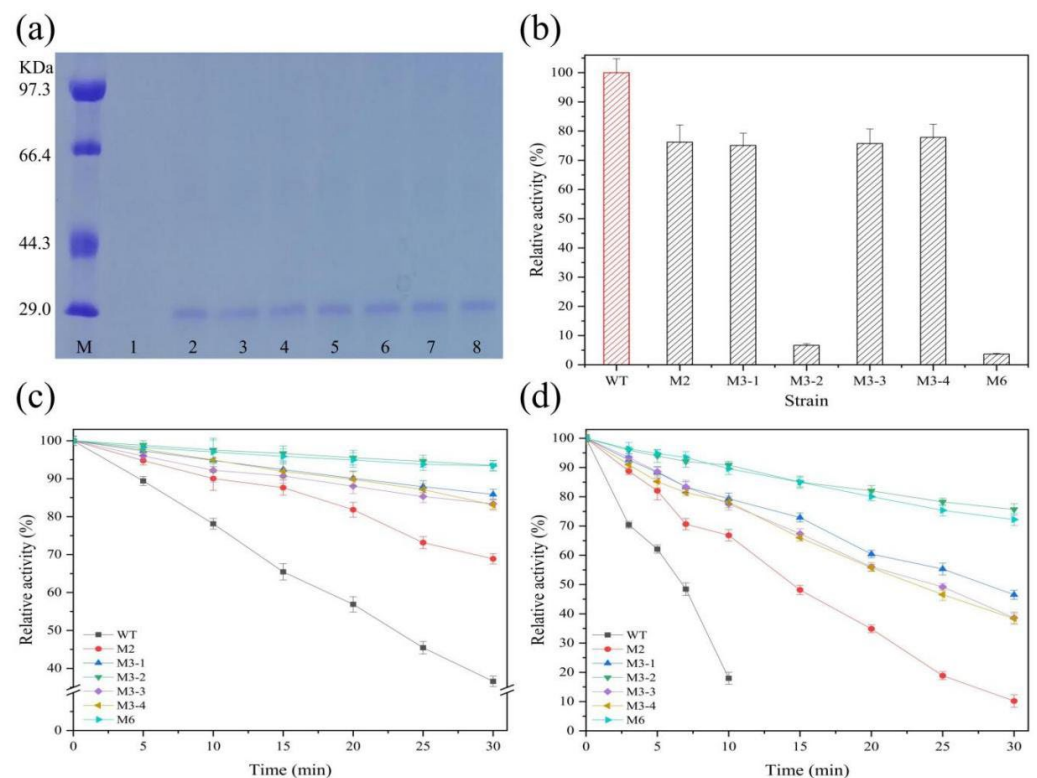 (a)
KDa
97.3
66.4
44.3
29.0
M 1 2 3 4 5 6 7 8
(b)
Relative activity (%)
100
90
80
70
60
50
40
30
20
10
0
WT M2 M3-1 M3-2 M3-3 M3-4 M6
Strain
(c)
Relative activity (%)
100
90
80
70
60
50
40
0
WT
M2
M3-1
M3-2
M3-3
M3-4
M6
0 5 10 15 20 25 30
Time (min)
(d)
Relative activity (%)
100
90
80
70
60
50
40
30
20
10
0
WT
M2
M3-1
M3-2
M3-3
M3-4
M6
0 5 10 15 20 25 30
Time (min)